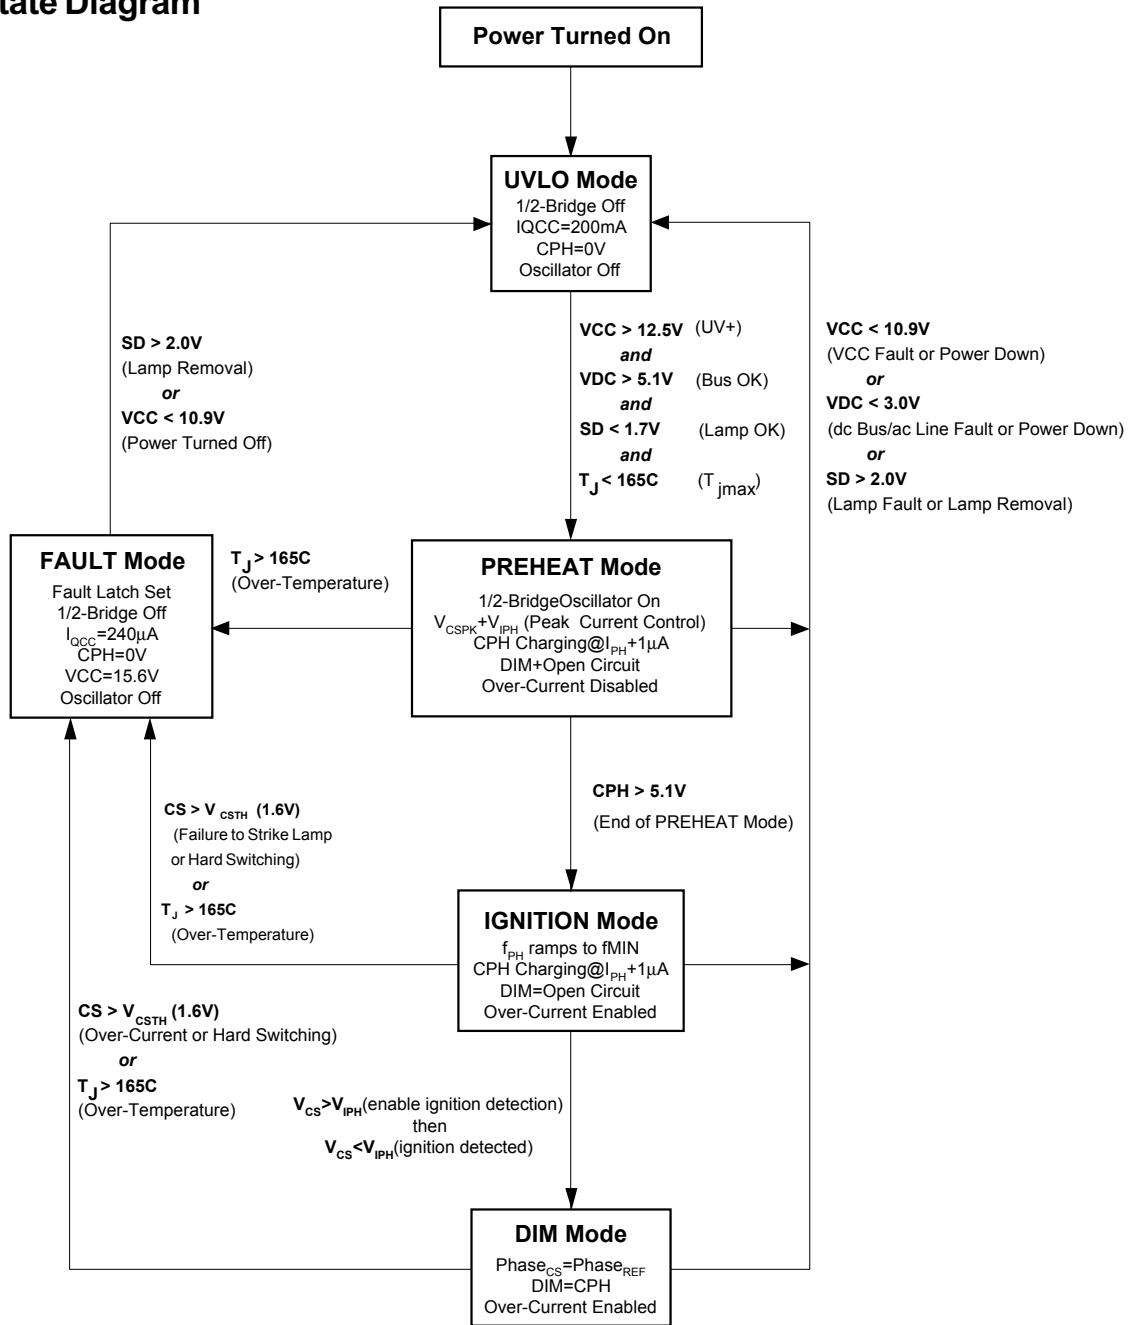 tate Diagram
Power Turned On
UVLO Mode
1/2-Bridge Off
IQCC=200mA
CPH=0V
Oscillator Off
SD > 2.0V
(Lamp Removal)
or
VCC < 10.9V
(Power Turned Off)
VCC > 12.5V (UV+)
and
VDC > 5.1V (Bus OK)
and
SD < 1.7V (Lamp OK)
and
TJ < 165C (Tjmax)
VCC < 10.9V
(VCC Fault or Power Down)
or
VDC < 3.0V
(dc Bus/ac Line Fault or Power Down)
or
SD > 2.0V
(Lamp Fault or Lamp Removal)
FAULT Mode
Fault Latch Set
1/2-Bridge Off
IQCC=240μA
CPH=0V
VCC=15.6V
Oscillator Off
TJ > 165C
(Over-Temperature)
PREHEAT Mode
1/2-BridgeOscillator On
VCSPK+VIPH (Peak Current Control)
CPH Charging@IPH+1μA
DIM+Open Circuit
Over-Current Disabled
CS > VCSTH (1.6V)
(Failure to Strike Lamp
or Hard Switching)
or
TJ > 165C
(Over-Temperature)
CPH > 5.1V
(End of PREHEAT Mode)
IGNITION Mode
fPH ramps to fMIN
CPH Charging@IPH+1μA
DIM=Open Circuit
Over-Current Enabled
CS > VCSTH (1.6V)
(Over-Current or Hard Switching)
or
TJ > 165C
(Over-Temperature)
VCS>VIPH(enable ignition detection)
then
VCS<VIPH(ignition detected)
DIM Mode
PhaseCS=PhaseREF
DIM=CPH
Over-Current Enabled